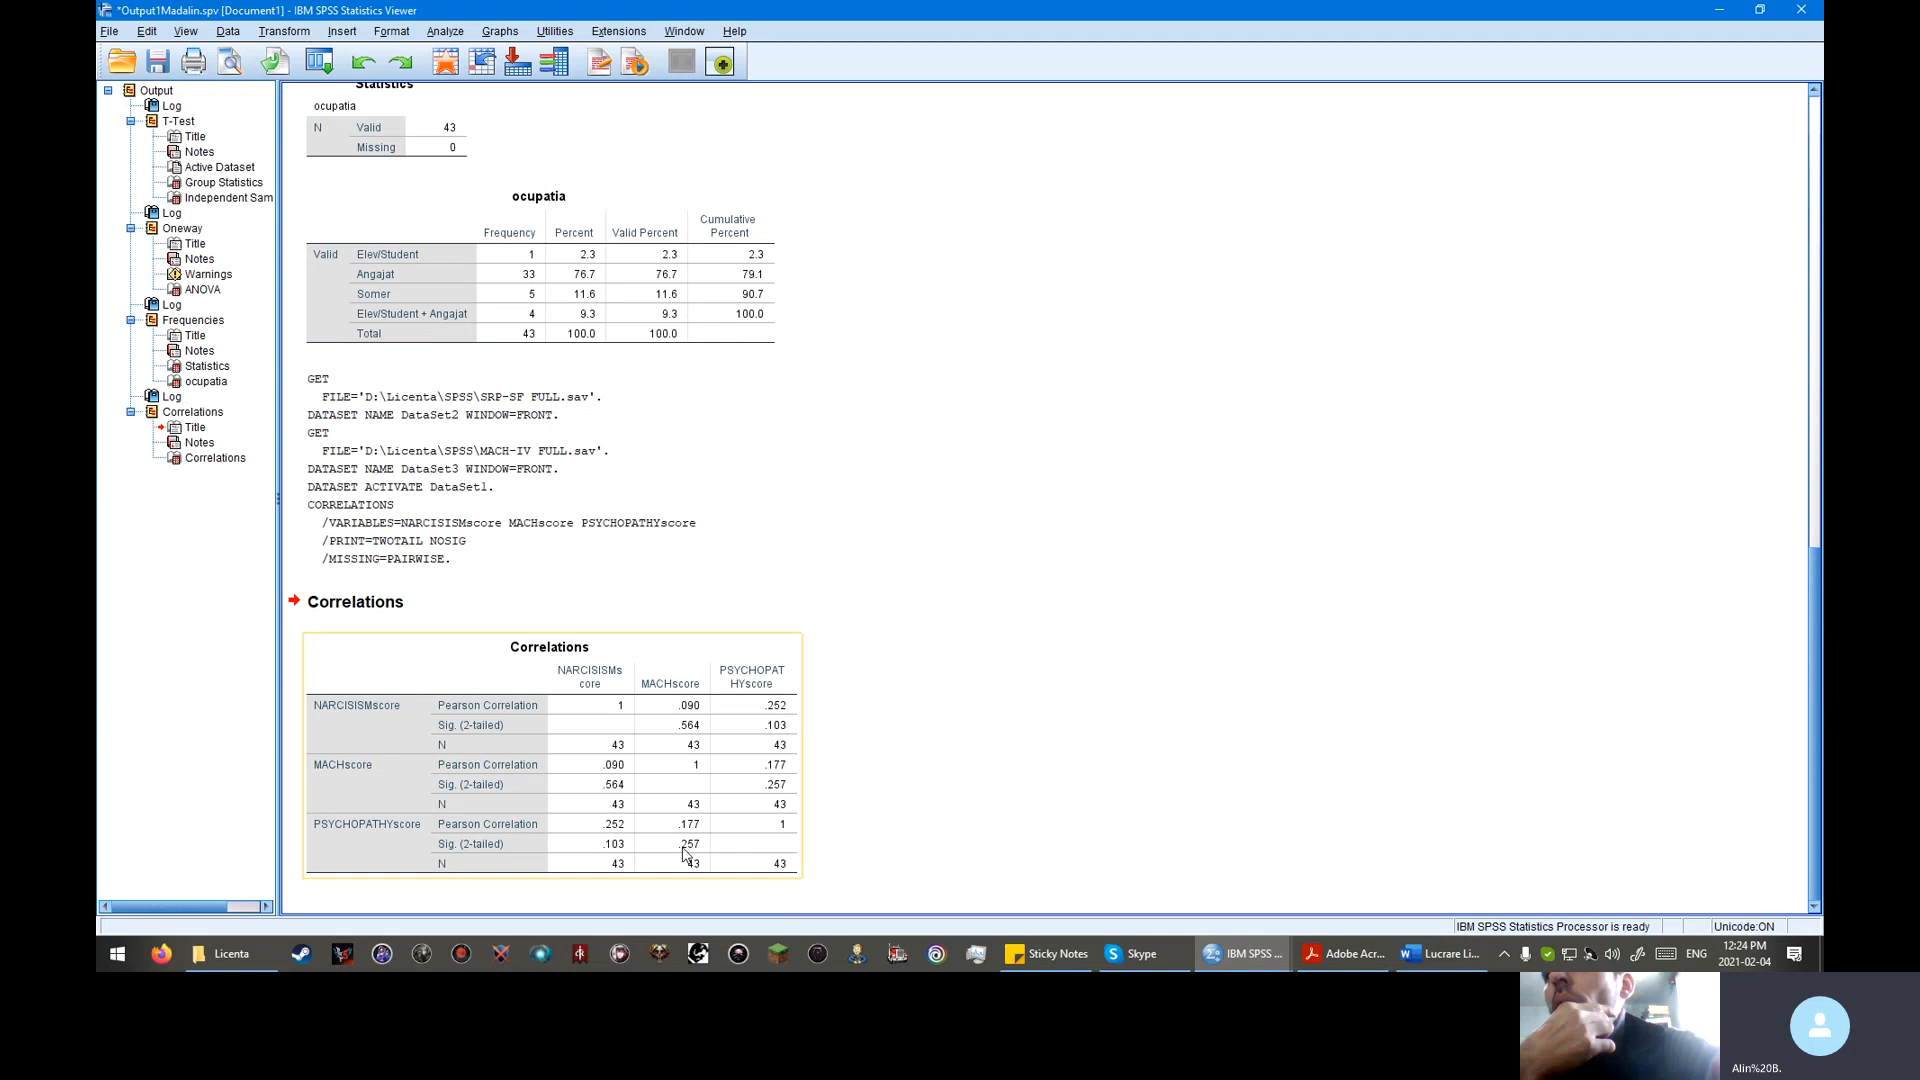 *Output1Madalin.spv [Document1] - IBM SPSS Statistics Viewer
File Edit View Data Transform Insert Format Analyze Graphs Utilities Extensions Window Help
Output
Log
T-Test
Title
Notes
Active Dataset
Group Statistics
Independent Sam
Log
Oneway
Title
Notes
Warnings
ANOVA
Log
Frequencies
Title
Notes
Statistics
ocupatia
Log
Correlations
Title
Notes
Correlations
Statistics
ocupatia
N Valid 43
Missing 0
ocupatia
Frequency Percent Valid Percent Cumulative Percent
Valid Elev/Student 1 2.3 2.3 2.3
Angajat 33 76.7 76.7 79.1
Somer 5 11.6 11.6 90.7
Elev/Student + Angajat 4 9.3 9.3 100.0
Total 43 100.0 100.0
GET
FILE='D:\Licenta\SPSS\SRP-SF FULL.sav'.
DATASET NAME DataSet2 WINDOW=FRONT.
GET
FILE='D:\Licenta\SPSS\MACH-IV FULL.sav'.
DATASET NAME DataSet3 WINDOW=FRONT.
DATASET ACTIVATE DataSet1.
CORRELATIONS
/VARIABLES=NARCISISMscore MACHscore PSYCHOPATHYscore
/PRINT=TWOTAIL NOSIG
/MISSING=PAIRWISE.
Correlations
Correlations
NARCISISMs core MACHscore PSYCHOPAT HYscore
NARCISISMscore Pearson Correlation 1 .090 .252
Sig. (2-tailed) .564 .103
N 43 43 43
MACHscore Pearson Correlation .090 1 .177
Sig. (2-tailed) .564 .257
N 43 43 43
PSYCHOPATHYscore Pearson Correlation .252 .177 1
Sig. (2-tailed) .103 .257
N 43 43 43
IBM SPSS Statistics Processor is ready Unicode:ON
Licenta Sticky Notes Skype IBM SPSS ... Adobe Acr... Lucrare Li... ENG 12:24 PM
2021-02-04
Alin%20B.